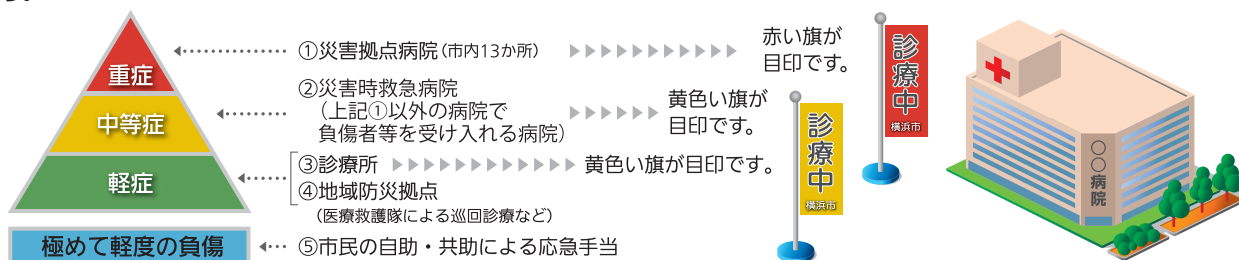 重症
中等症
軽症
極めて軽度の負傷
①災害拠点病院(市内13か所)
赤い旗が
目印です。
②災害時救急病院
(上記①以外の病院で
負傷者等を受け入れる病院)
黄色い旗が
目印です。
③診療所
黄色い旗が目印です。
④地域防災拠点
(医療救護隊による巡回診療など)
⑤市民の自助・共助による応急手当
診療中
横浜市
診療中
横浜市
〇〇病院